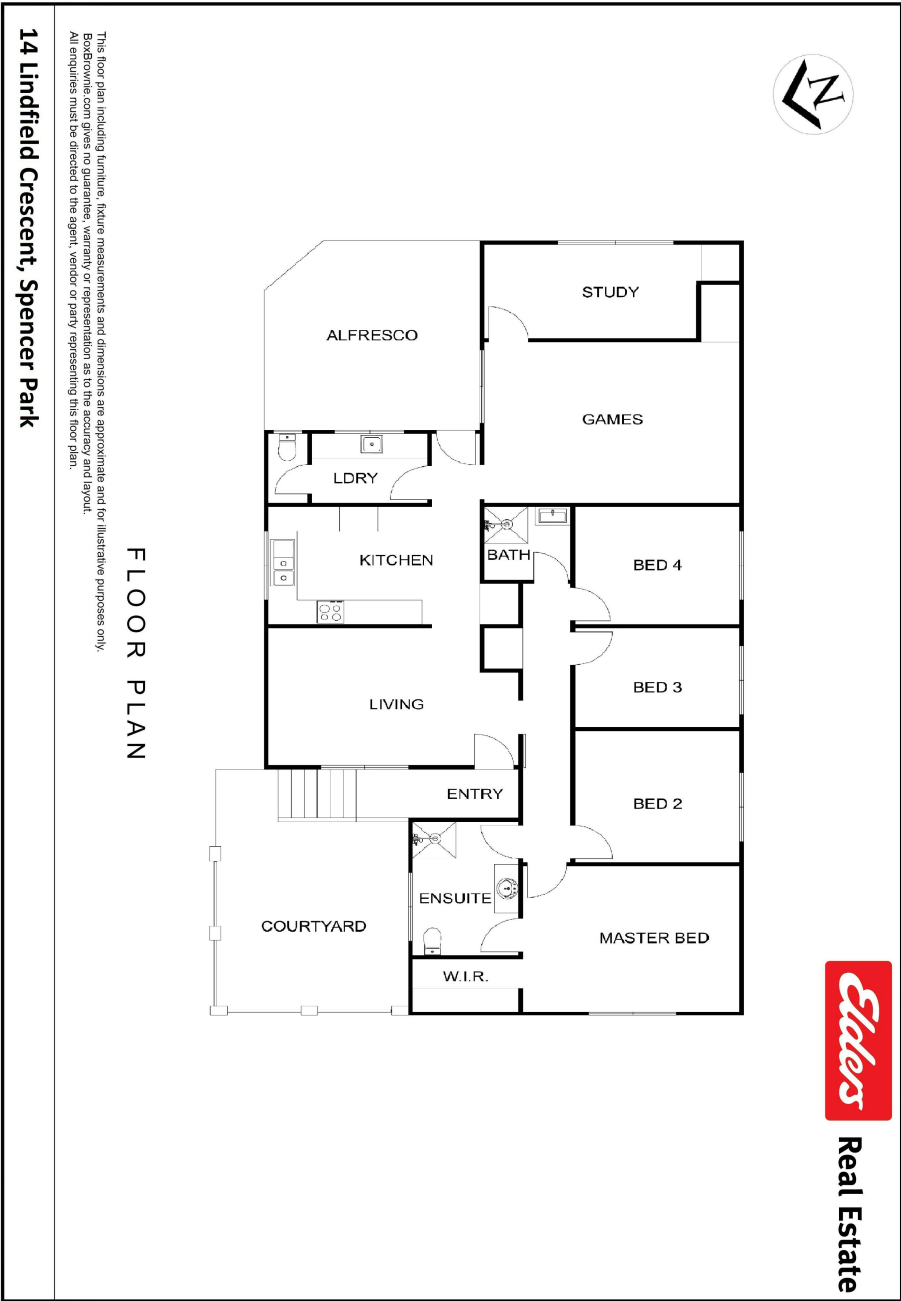 N
STUDY
ALFRESCO
GAMES
LDRY
KITCHEN
BATH
BED 4
BED 3
LIVING
ENTRY
BED 2
ENSUITE
COURTYARD
MASTER BED
W.I.R.
FLOOR PLAN
Elders Real Estate
This floor plan including furniture, fixture measurements and dimensions are approximate and for illustrative purposes only.
BoxBrownie.com gives no guarantee, warranty or representation as to the accuracy and layout.
All enquiries must be directed to the agent, vendor or party representing this floor plan.
14 Lindfield Crescent, Spencer Park